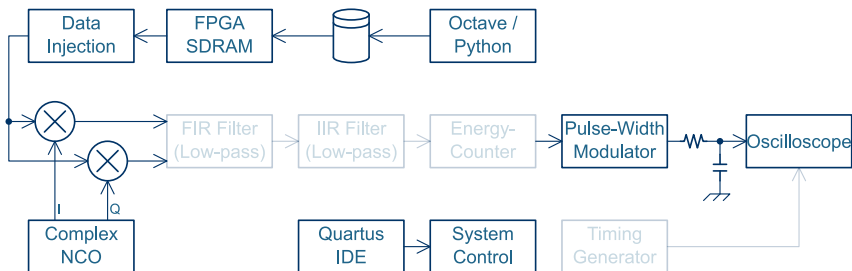 Data
Injection
FPGA
SDRAM
Octave /
Python
FIR Filter
(Low-pass)
IIR Filter
(Low-pass)
Energy-
Counter
Pulse-Width
Modulator
Oscilloscope
I
Q
Complex
NCO
Quartus
IDE
System
Control
Timing
Generator